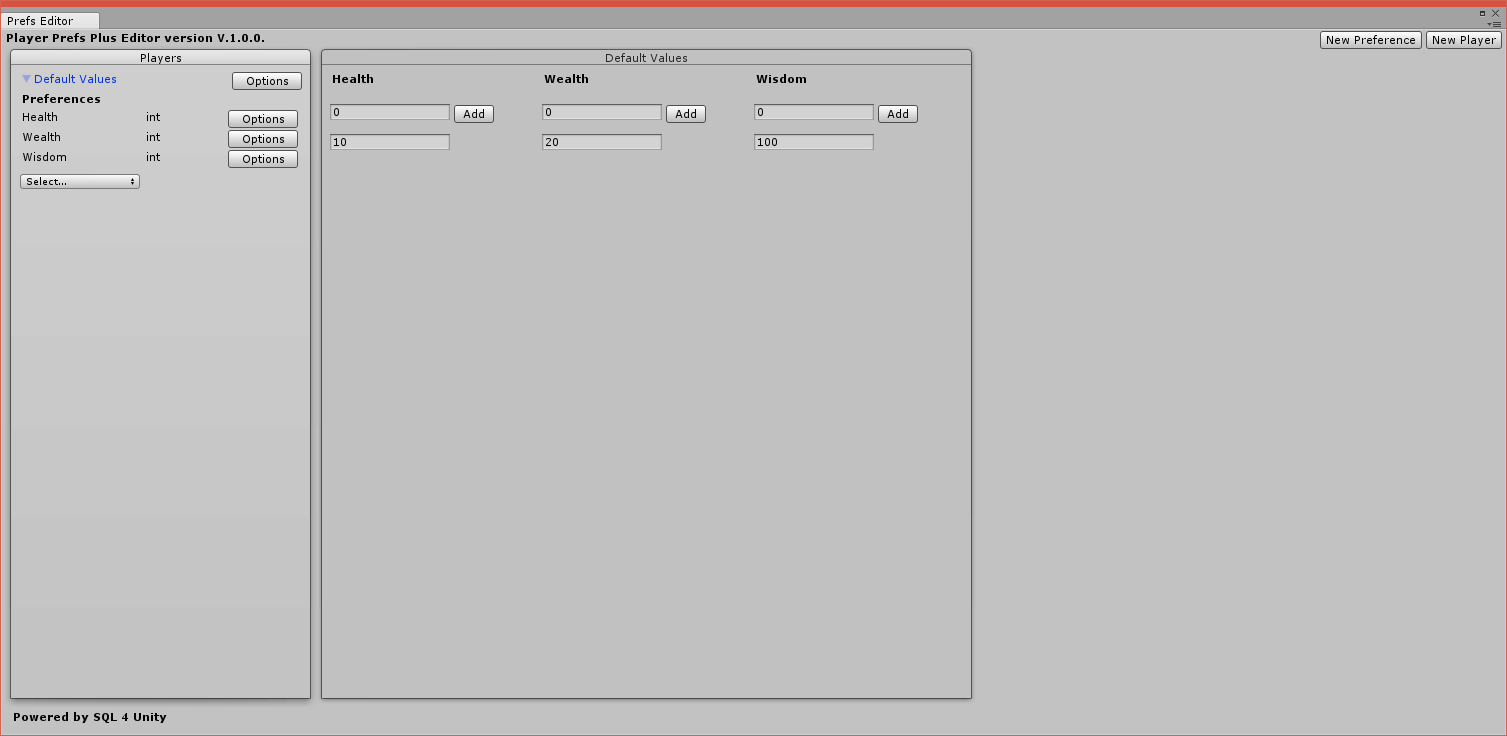 Prefs Editor
Player Prefs Plus Editor version V.1.0.0.
New Preference New Player
Players
Default Values Options
Preferences
Health int Options
Wealth int Options
Wisdom int Options
Select...
Default Values
Health Wealth Wisdom
0 Add 0 Add 0 Add
10 20 100
Powered by SQL 4 Unity